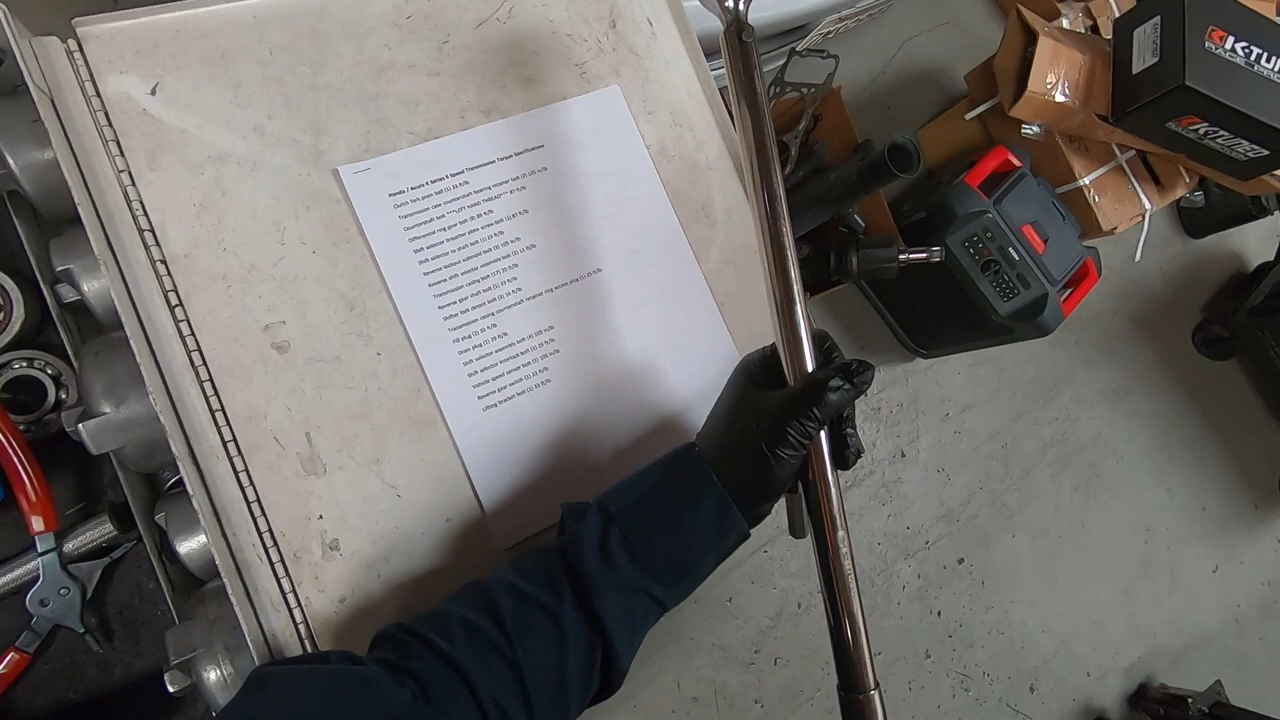 Honda / Acura K Series 6 Speed Transmission Torque Specifications
Clutch fork pivot bolt (1) 33 ft/lb
Transmission case countershaft bearing retainer bolt (2) 105 in/lb
Countershaft bolt ***LEFT HAND THREAD*** 87 ft/lb
Differential ring gear bolt (8) 89 ft/lb
Shift selector breather plate screw bolt (1) 87 ft/lb
Shift selector to shaft bolt (1) 23 ft/lb
Reverse lockout solenoid bolt (3) 105 in/lb
Reverse shift selector assembly bolt (3) 11 ft/lb
Transmission casing bolt (17) 20 ft/lb
Reverse gear shaft bolt (1) 33 ft/lb
Shifter fork detent bolt (3) 16 ft/lb
Transmission casing countershaft retainer ring access plug (1) 25 ft/lb
Fill plug (2) 33 ft/lb
Drain plug (1) 29 ft/lb
Shift selector assembly bolt (4) 105 in/lb
Shift selector interlock bolt (1) 29 ft/lb
Vehicle speed sensor bolt (1) 105 in/lb
Reverse gear switch (1) 22 ft/lb
Lifting bracket bolt (1) 33 ft/lb
K-TUNED
RACE
K-TUNED